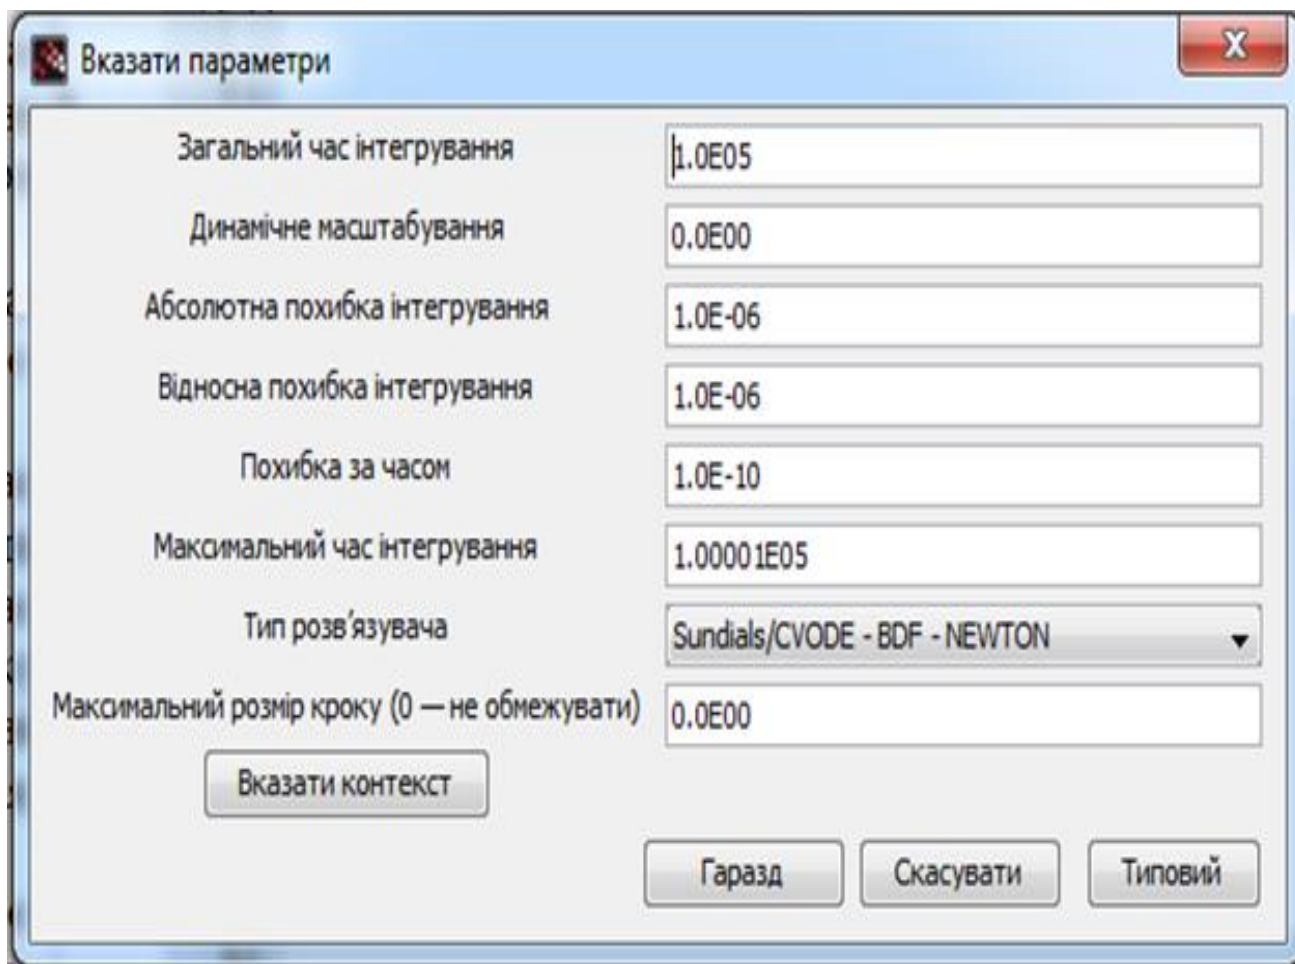 Вказати параметри
X
Загальний час інтегрування 1.0E05
Динамічне масштабування 0.0E00
Абсолютна похибка інтегрування 1.0E-06
Відносна похибка інтегрування 1.0E-06
Похибка за часом 1.0E-10
Максимальний час інтегрування 1.00001E05
Тип розв'язувача Sundials/CVODE - BDF - NEWTON
Максимальний розмір кроку (0 — не обмежувати) 0.0E00
Вказати контекст
Гаразд Скасувати Типовий